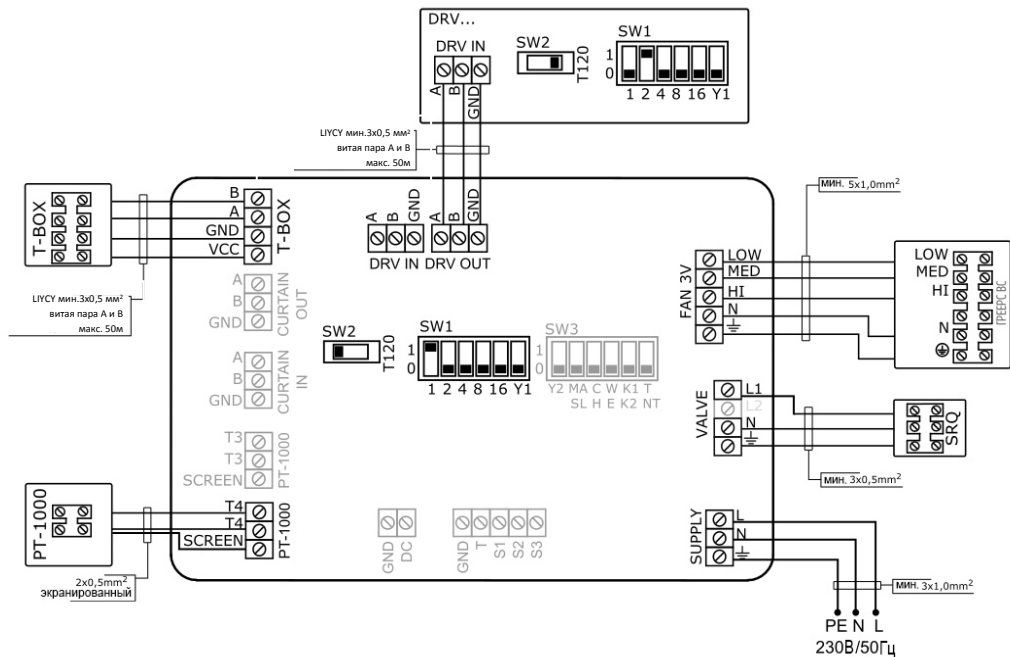 DRV...
DRV IN
A
B
GND
SW2
T120
SW1
1
0
1 2 4 8 16 Y1
LIYCY мин.3x0,5 мм²
витая пара А и В
макс. 50м
T-BOX
B
A
GND
VCC
T-BOX
LIYCY мин.3x0,5 мм²
витая пара А и В
макс. 50м
A
B
GND
DRV IN
A
B
GND
DRV OUT
A
B
GND
CURTAIN
OUT
A
B
GND
CURTAIN
IN
SW2
T120
SW1
1
0
1 2 4 8 16 Y1
SW3
1
0
Y2 MA C W K1 T
SL H E K2 NT
T3
T3
SCREEN
PT-1000
T4
T4
SCREEN
PT-1000
PT-1000
2x0,5mm²
экранированный
GND
DC
GND
T
S1
S2
S3
FAN 3V
LOW
MED
HI
N
мин. 5x1,0mm²
LOW
MED
HI
N
ГРЕЕРС ВС
VALVE
L1
L2
N
SRQ
мин. 3x0,5mm²
SUPPLY
L
N
мин. 3x1,0mm²
PE N L
230В/50Гц